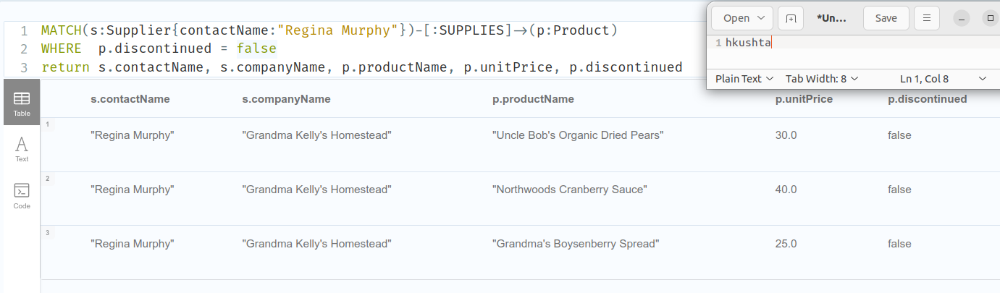 1 MATCH(s:Supplier{contactName:"Regina Murphy"})-[:SUPPLIES]->(p:Product)
2 WHERE  p.discontinued = false
3 return s.contactName, s.companyName, p.productName, p.unitPrice, p.discontinued
Open *Un... Save
1 hkushta
Plain Text Tab Width: 8 Ln 1, Col 8
Table
Text
Code
s.contactName s.companyName p.productName p.unitPrice p.discontinued
1 "Regina Murphy" "Grandma Kelly's Homestead" "Uncle Bob's Organic Dried Pears" 30.0 false
2 "Regina Murphy" "Grandma Kelly's Homestead" "Northwoods Cranberry Sauce" 40.0 false
3 "Regina Murphy" "Grandma Kelly's Homestead" "Grandma's Boysenberry Spread" 25.0 false